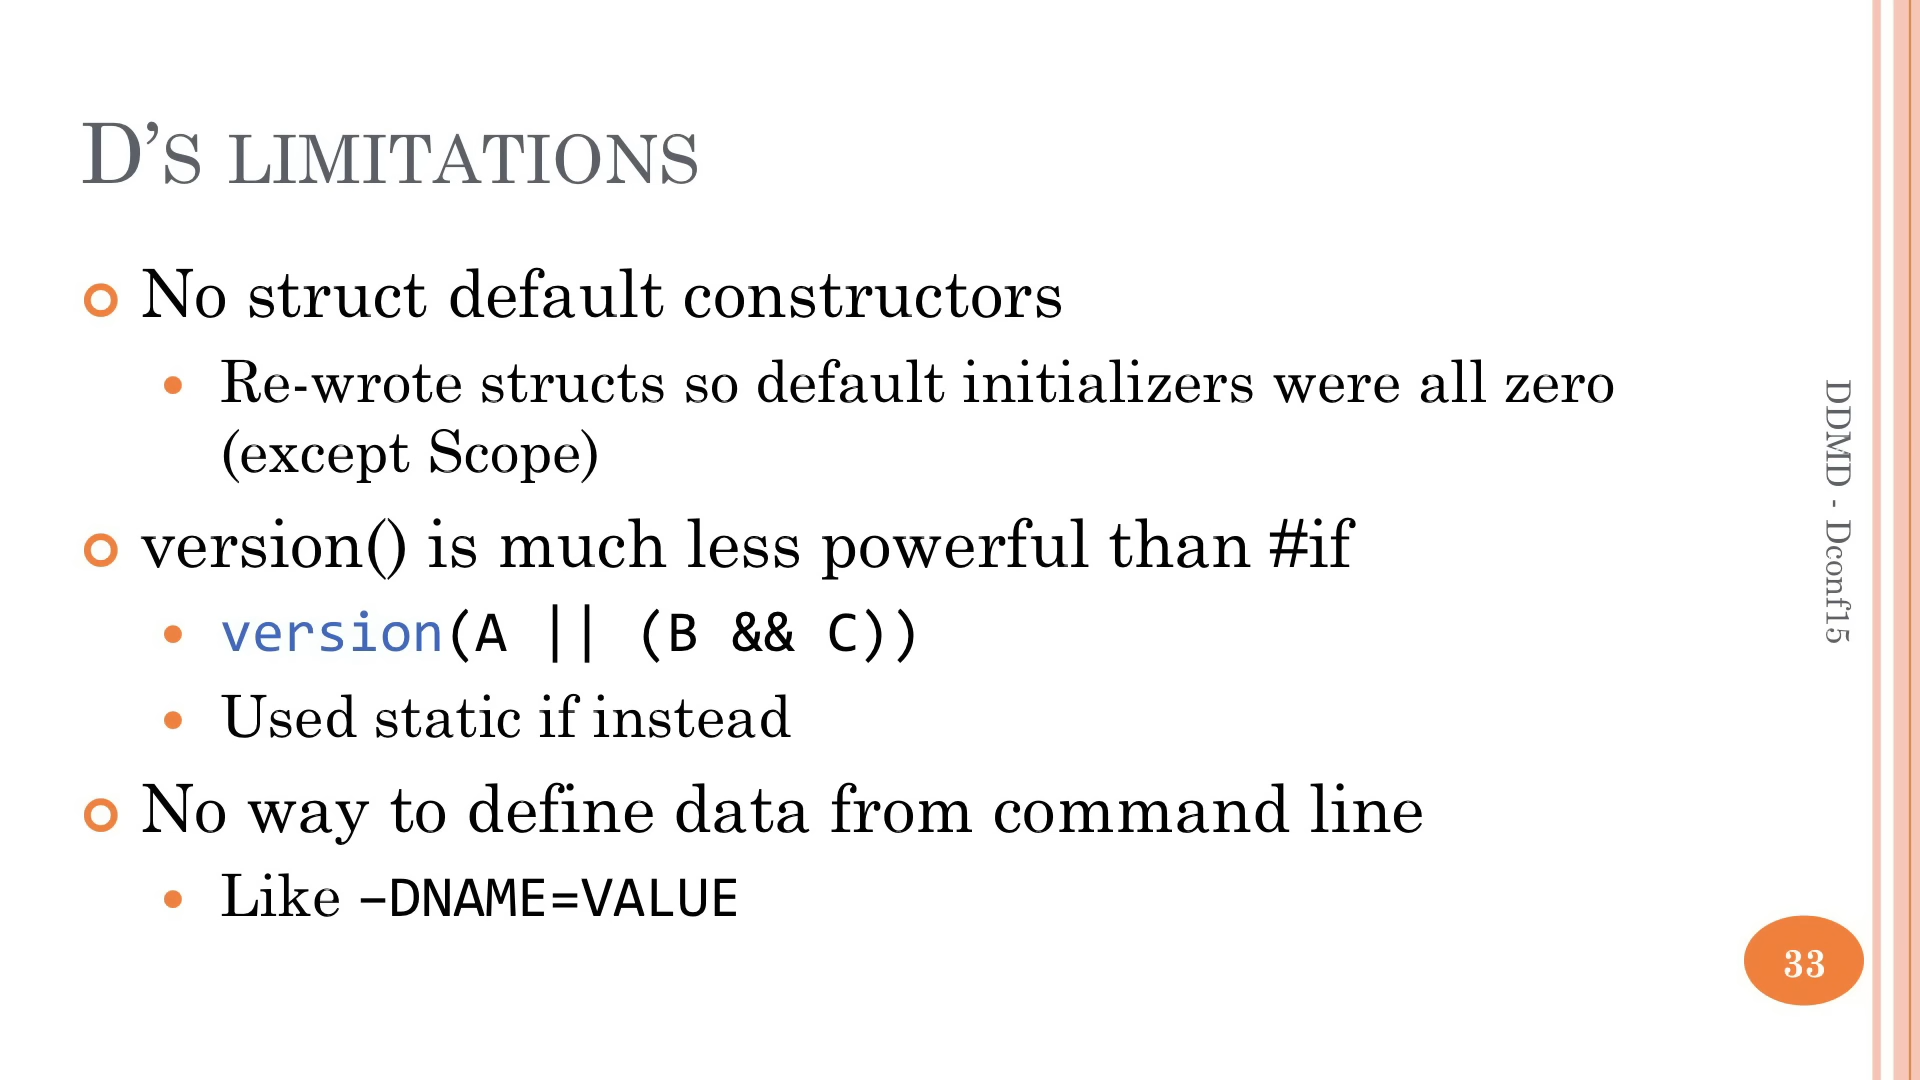 D’S LIMITATIONS
No struct default constructors
Re-wrote structs so default initializers were all zero
(except Scope)
version() is much less powerful than #if
version(A || (B && C))
Used static if instead
No way to define data from command line
Like –DNAME=VALUE
DDMD - Dconf15
33